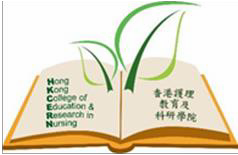 Hong
Kong
College of
Education &
Research in
Nursing
香港護理
教育及
科研學院